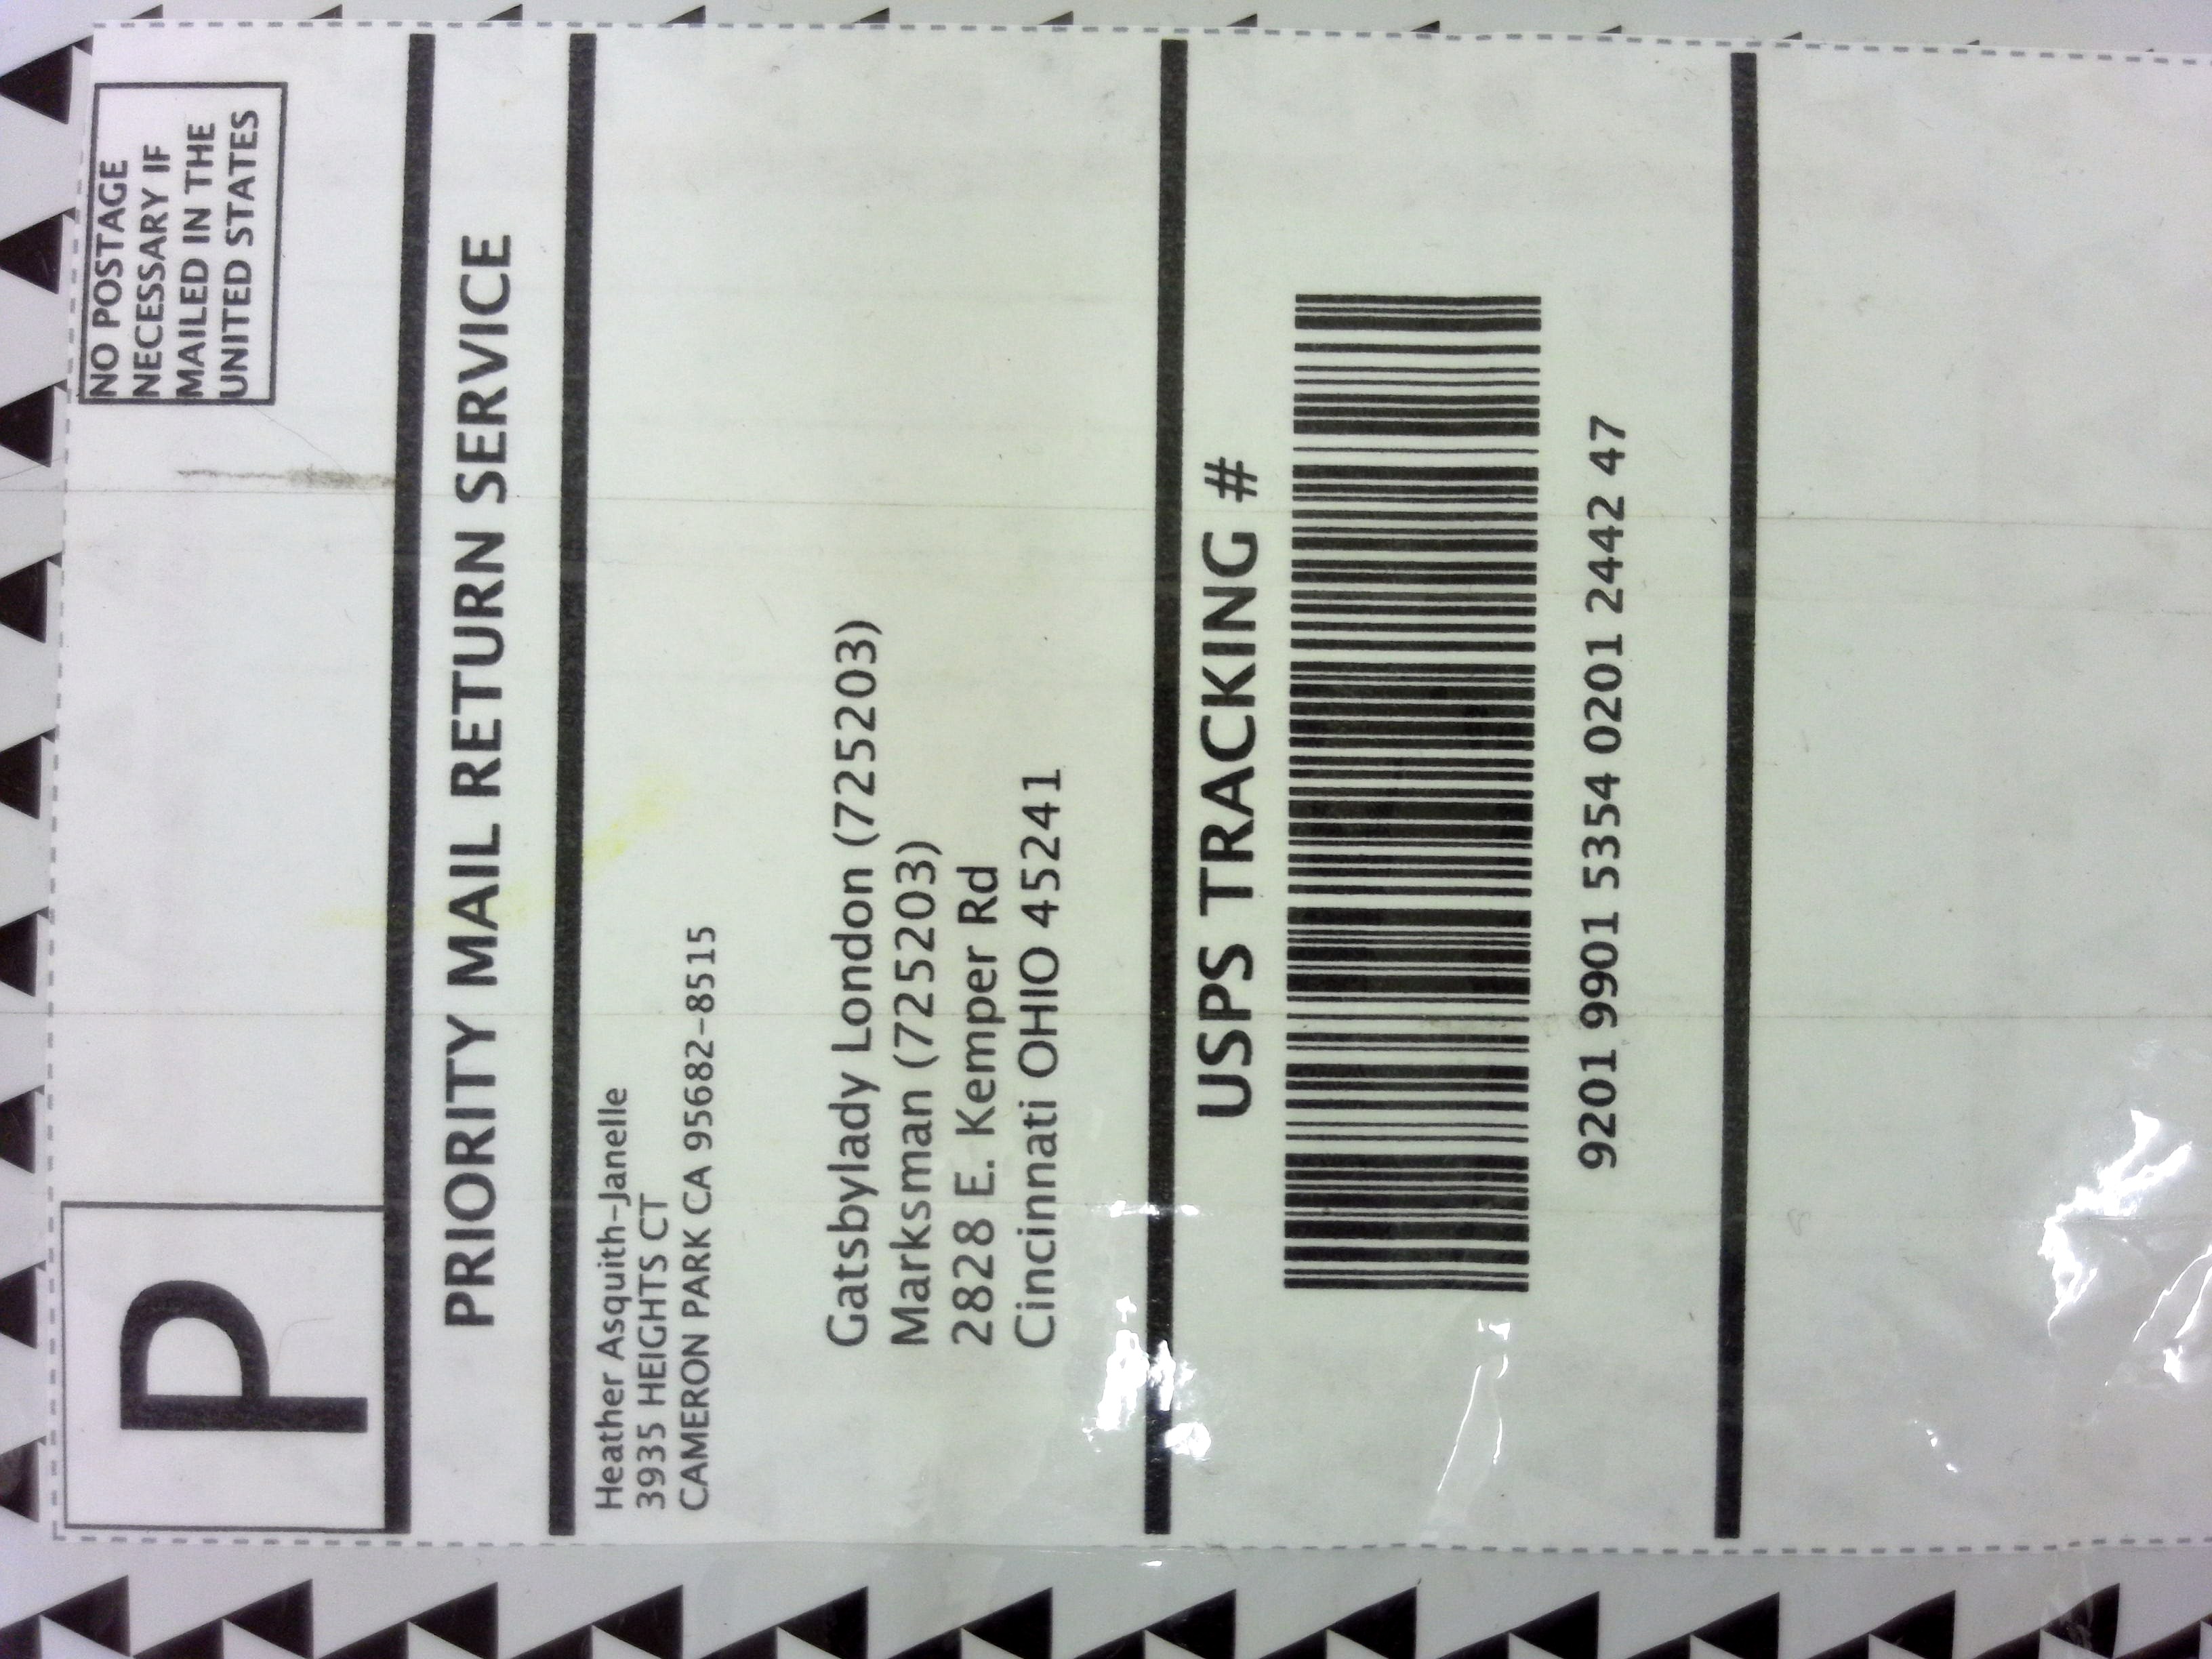 P
NO POSTAGE
NECESSARY IF
MAILED IN THE
UNITED STATES
PRIORITY MAIL RETURN SERVICE
Heather Asquith-Janelle
3935 HEIGHTS CT
CAMERON PARK CA 95682-8515
Gatsbylady London (725203)
Marksman (725203)
2828 E. Kemper Rd
Cincinnati OHIO 45241
USPS TRACKING #
9201 9901 5354 0201 2442 47